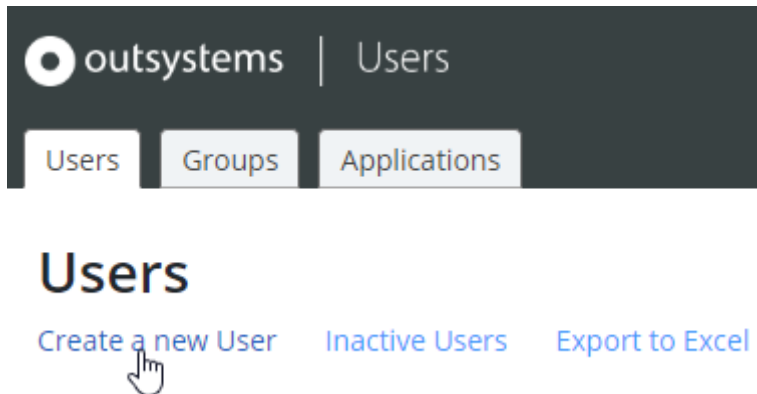 outsystems | Users
Users Groups Applications
Users
Create a new User Inactive Users Export to Excel